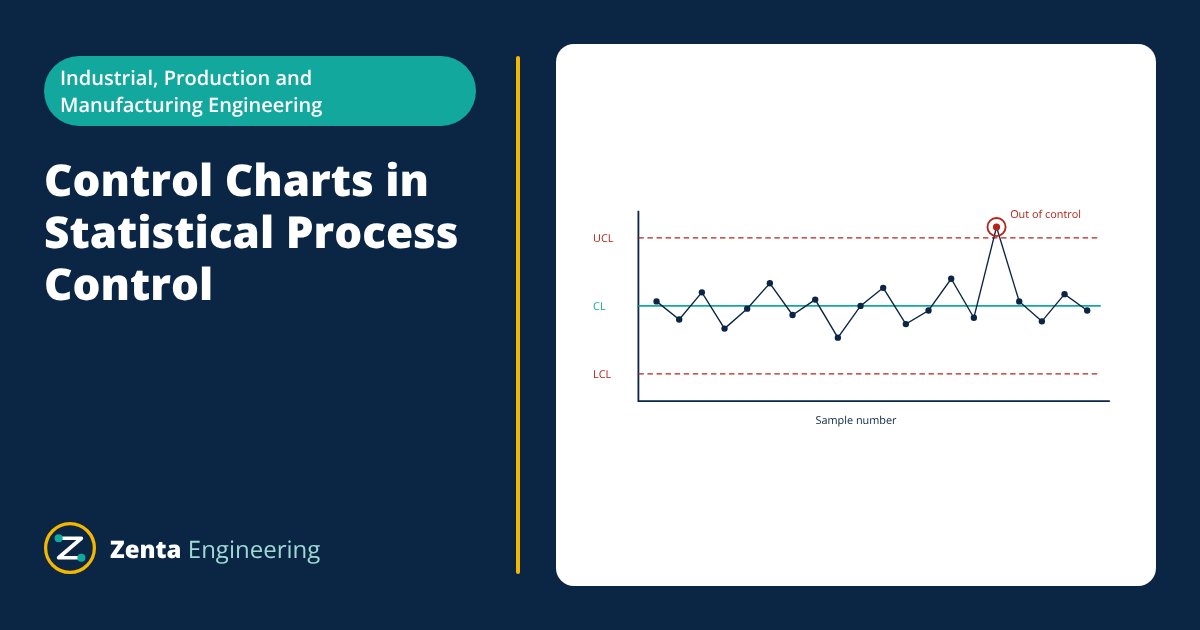 Industrial, Production and
Manufacturing Engineering
Control Charts in
Statistical Process
Control
Zenta Engineering
Out of control
UCL
CL
LCL
Sample number